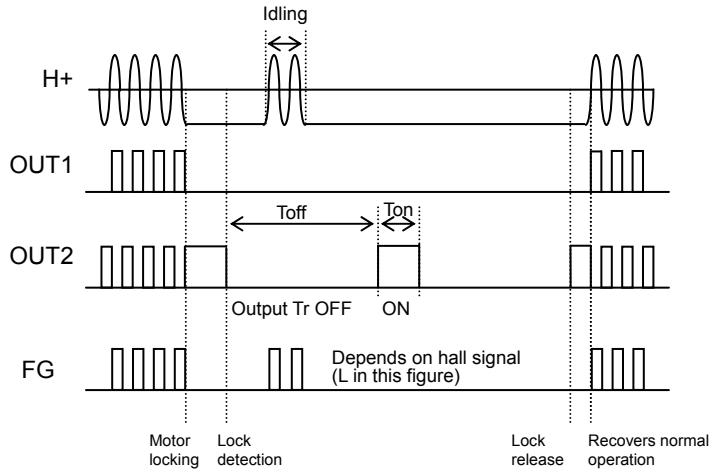 Idling
H+
OUT1
Toff
Ton
OUT2
Output Tr OFF
ON
FG
Depends on hall signal
(L in this figure)
Motor
locking
Lock
detection
Lock
release
Recovers normal
operation